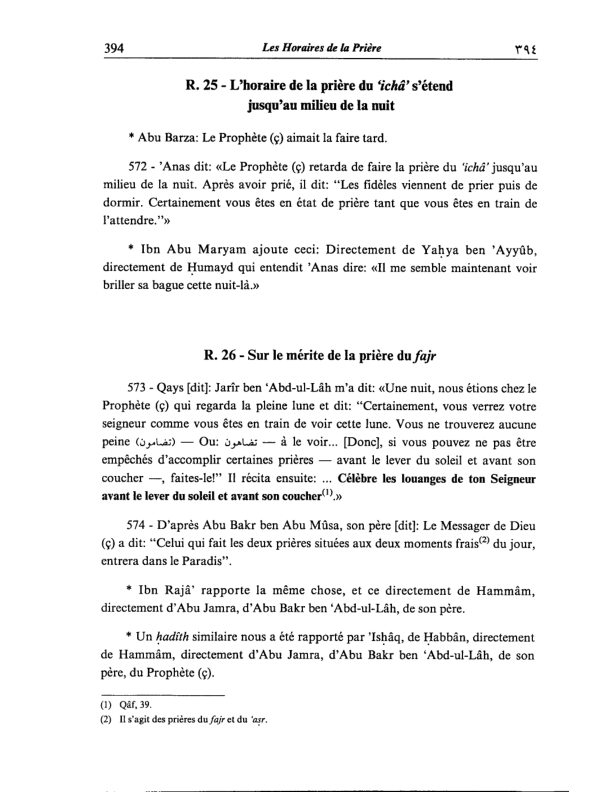 394 Les Horaires de la Prière ٣٩٤
R. 25 - L'horaire de la prière du 'ichâ' s'étend
jusqu'au milieu de la nuit
* Abu Barza: Le Prophète (ç) aimait la faire tard.
572 - 'Anas dit: «Le Prophète (ç) retarda de faire la prière du 'ichâ' jusqu'au
milieu de la nuit. Après avoir prié, il dit: "Les fidèles viennent de prier puis de
dormir. Certainement vous êtes en état de prière tant que vous êtes en train de
l'attendre."»
* Ibn Abu Maryam ajoute ceci: Directement de Yaḥya ben 'Ayyûb,
directement de Ḥumayd qui entendit 'Anas dire: «Il me semble maintenant voir
briller sa bague cette nuit-là.»
R. 26 - Sur le mérite de la prière du fajr
573 - Qays [dit]: Jarîr ben 'Abd-ul-Lâh m'a dit: «Une nuit, nous étions chez le
Prophète (ç) qui regarda la pleine lune et dit: "Certainement, vous verrez votre
seigneur comme vous êtes en train de voir cette lune. Vous ne trouverez aucune
peine (تضامون) — Ou: تضاهون — à le voir... [Donc], si vous pouvez ne pas être
empêchés d'accomplir certaines prières — avant le lever du soleil et avant son
coucher —, faites-le!" Il récita ensuite: ... Célèbre les louanges de ton Seigneur
avant le lever du soleil et avant son coucher(1).»
574 - D'après Abu Bakr ben Abu Mûsa, son père [dit]: Le Messager de Dieu
(ç) a dit: "Celui qui fait les deux prières situées aux deux moments frais(2) du jour,
entrera dans le Paradis".
* Ibn Rajâ' rapporte la même chose, et ce directement de Hammâm,
directement d'Abu Jamra, d'Abu Bakr ben 'Abd-ul-Lâh, de son père.
* Un ḥadîth similaire nous a été rapporté par 'Isḥâq, de Ḥabbân, directement
de Hammâm, directement d'Abu Jamra, d'Abu Bakr ben 'Abd-ul-Lâh, de son
père, du Prophète (ç).
(1) Qâf, 39.
(2) Il s'agit des prières du fajr et du 'aṣr.